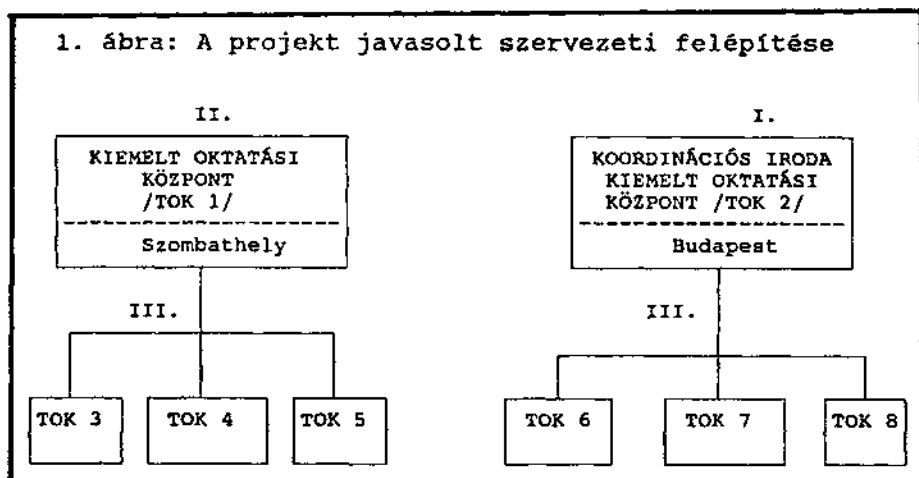 1. ábra: A projekt javasolt szervezeti felépítése
II.
KIEMELT OKTATÁSI
KÖZPONT
/TOK 1/
Szombathely
I.
KOORDINÁCIÓS IRODA
KIEMELT OKTATÁSI
KÖZPONT /TOK 2/
Budapest
III.
III.
TOK 3
TOK 4
TOK 5
TOK 6
TOK 7
TOK 8